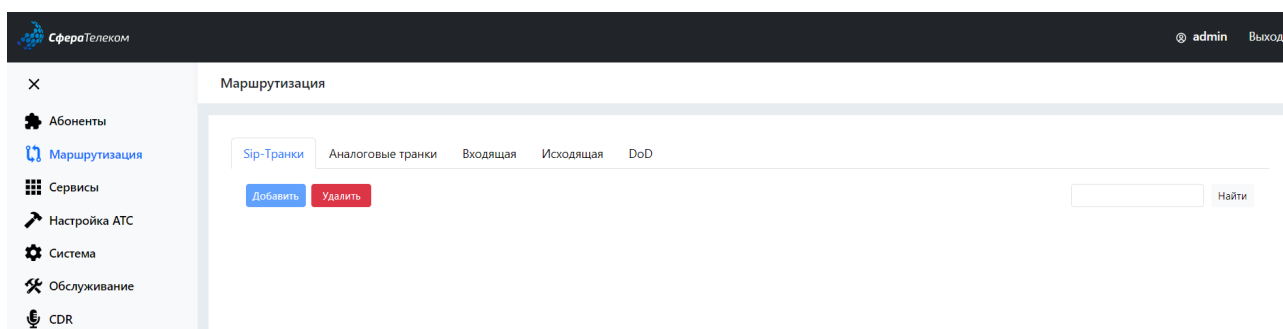 СфераТелеком
admin Выход
Маршрутизация
Абоненты
Маршрутизация
Сервисы
Настройка АТС
Система
Обслуживание
CDR
Sip-Транки Аналоговые транки Входящая Исходящая DoD
Добавить Удалить Найти